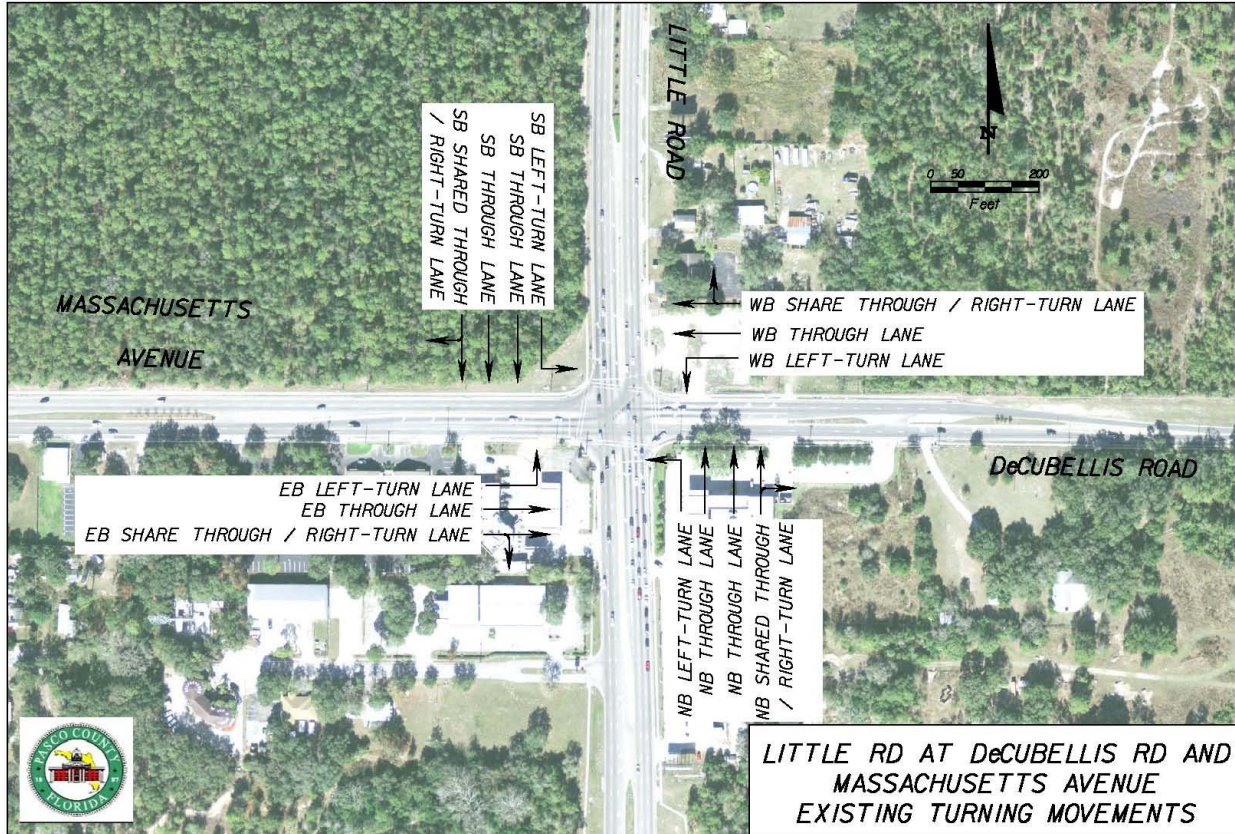 LITTLE ROAD
N
0 50 200
Feet
SB LEFT-TURN LANE
SB THROUGH LANE
SB THROUGH LANE
SB SHARED THROUGH
/ RIGHT-TURN LANE
MASSACHUSETTS
AVENUE
WB SHARE THROUGH / RIGHT-TURN LANE
WB THROUGH LANE
WB LEFT-TURN LANE
DeCUBELLIS ROAD
EB LEFT-TURN LANE
EB THROUGH LANE
EB SHARE THROUGH / RIGHT-TURN LANE
NB LEFT-TURN LANE
NB THROUGH LANE
NB THROUGH LANE
NB SHARED THROUGH
/ RIGHT-TURN LANE
PASCO COUNTY
18 87
FLORIDA
LITTLE RD AT DeCUBELLIS RD AND
MASSACHUSETTS AVENUE
EXISTING TURNING MOVEMENTS